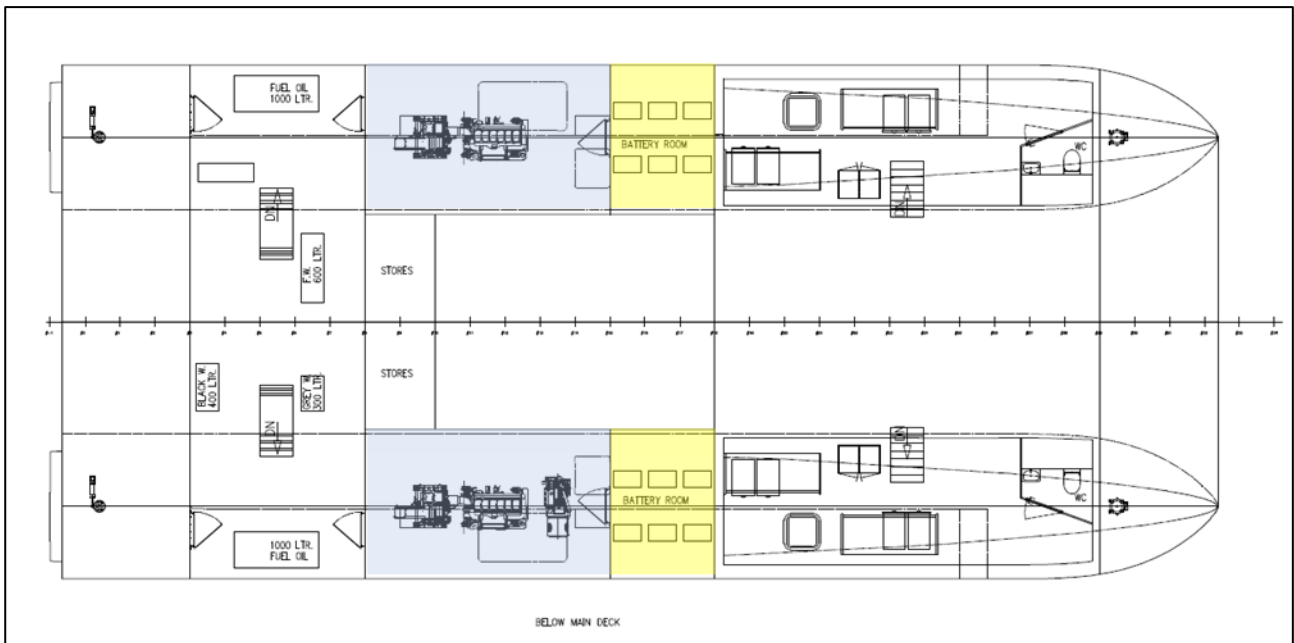 FUEL OIL
1000 LTR.
BATTERY ROOM
WC
DN
DN
F.W.
600 LTR.
STORES
BLACK W.
400 LTR.
GREY W.
300 LTR.
STORES
DN
DN
BATTERY ROOM
WC
1000 LTR.
FUEL OIL
BELOW MAIN DECK